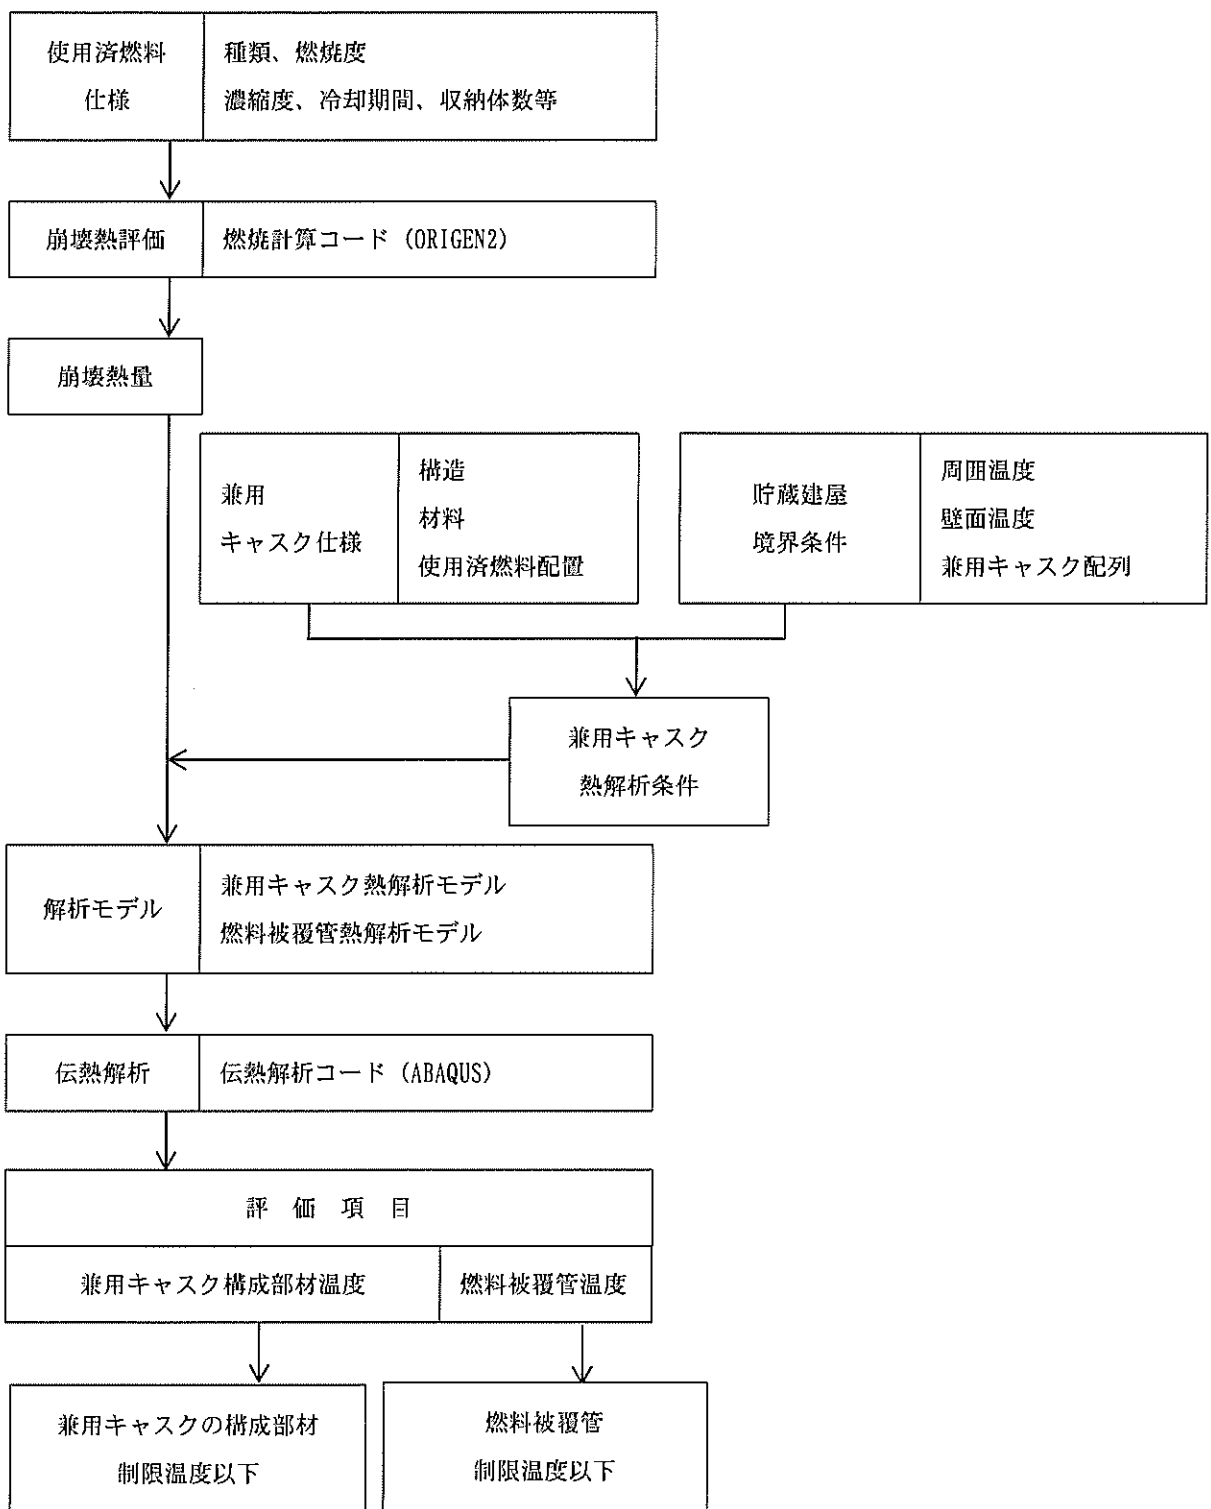 使用済燃料
仕様
種類、燃焼度
濃縮度、冷却期間、収納体数等
崩壊熱評価
燃焼計算コード (ORIGEN2)
崩壊熱量
兼用
キャスク仕様
構造
材料
使用済燃料配置
貯蔵建屋
境界条件
周囲温度
壁面温度
兼用キャスク配列
兼用キャスク
熱解析条件
解析モデル
兼用キャスク熱解析モデル
燃料被覆管熱解析モデル
伝熱解析
伝熱解析コード (ABAQUS)
評 価 項 目
兼用キャスク構成部材温度
燃料被覆管温度
兼用キャスクの構成部材
制限温度以下
燃料被覆管
制限温度以下